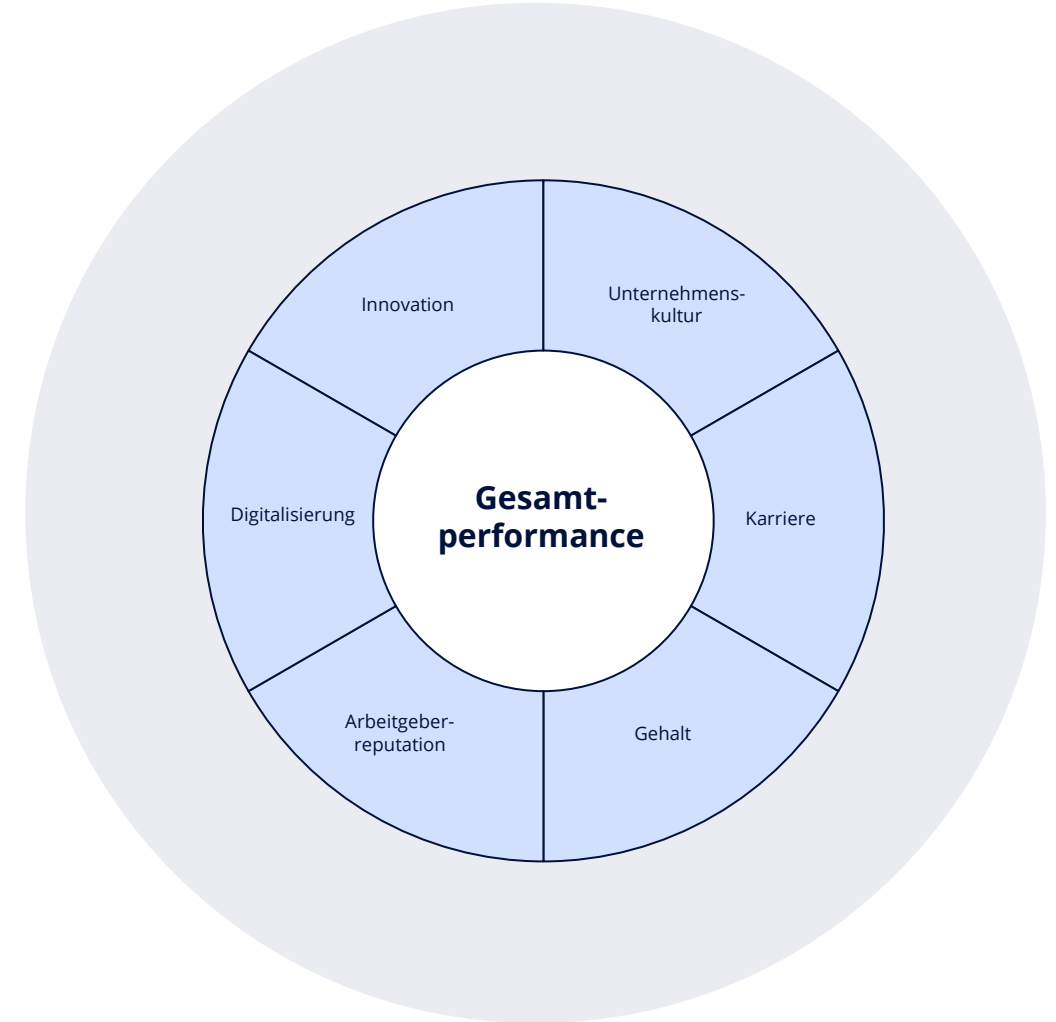 Innovation
Unternehmens-
kultur
Digitalisierung
Gesamt-
performance
Karriere
Arbeitgeber-
reputation
Gehalt